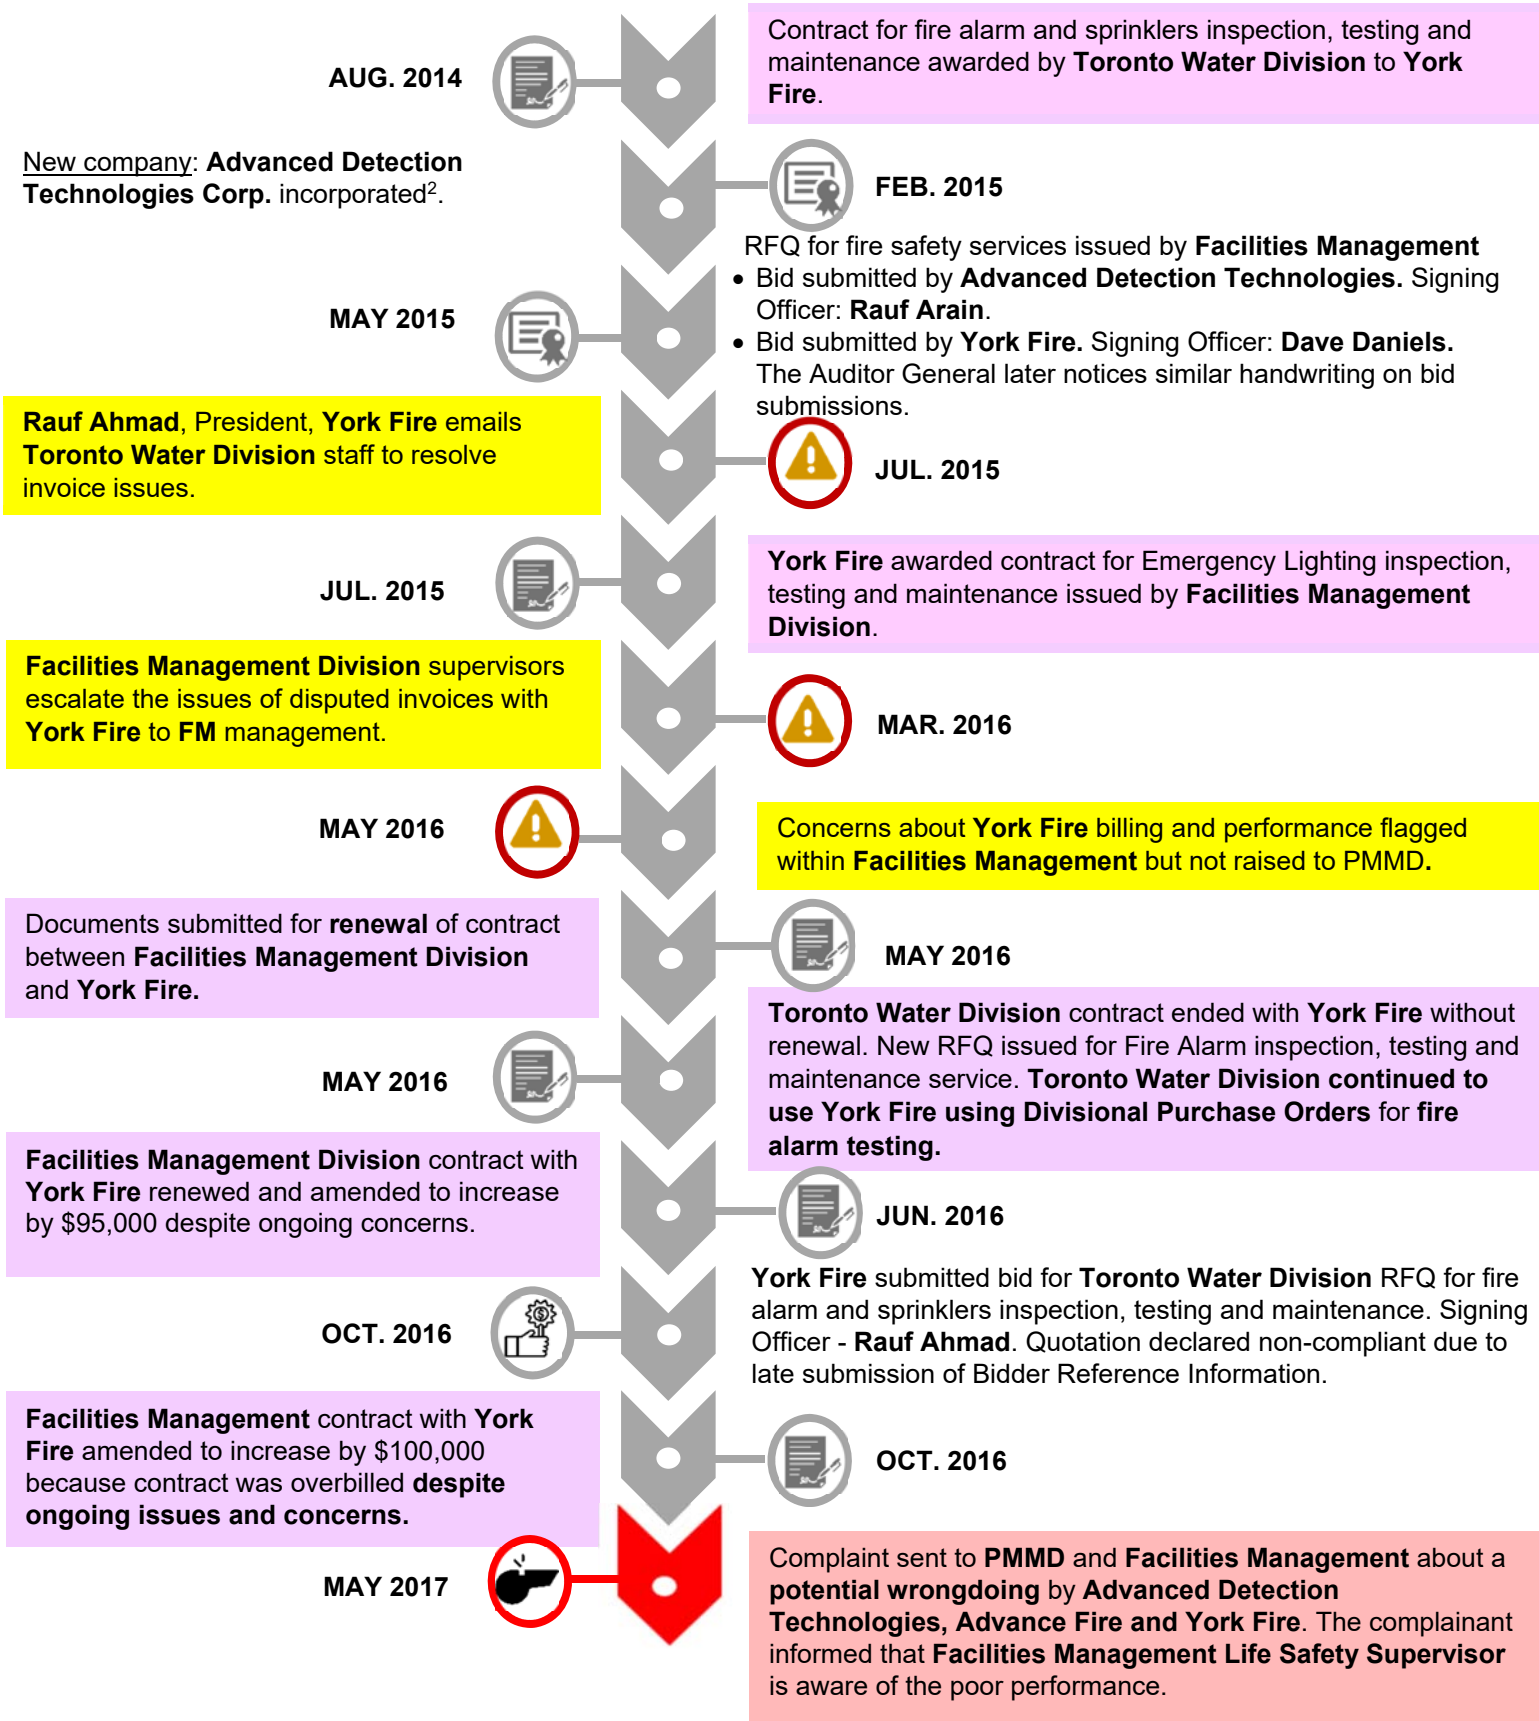 AUG. 2014
Contract for fire alarm and sprinklers inspection, testing and
maintenance awarded by Toronto Water Division to York
Fire.
New company: Advanced Detection
Technologies Corp. incorporated².
FEB. 2015
MAY 2015
RFQ for fire safety services issued by Facilities Management
• Bid submitted by Advanced Detection Technologies. Signing
Officer: Rauf Arain.
• Bid submitted by York Fire. Signing Officer: Dave Daniels.
The Auditor General later notices similar handwriting on bid
submissions.
Rauf Ahmad, President, York Fire emails
Toronto Water Division staff to resolve
invoice issues.
JUL. 2015
JUL. 2015
York Fire awarded contract for Emergency Lighting inspection,
testing and maintenance issued by Facilities Management
Division.
Facilities Management Division supervisors
escalate the issues of disputed invoices with
York Fire to FM management.
MAR. 2016
MAY 2016
Concerns about York Fire billing and performance flagged
within Facilities Management but not raised to PMMD.
Documents submitted for renewal of contract
between Facilities Management Division
and York Fire.
MAY 2016
MAY 2016
Toronto Water Division contract ended with York Fire without
renewal. New RFQ issued for Fire Alarm inspection, testing and
maintenance service. Toronto Water Division continued to
use York Fire using Divisional Purchase Orders for fire
alarm testing.
Facilities Management Division contract with
York Fire renewed and amended to increase
by $95,000 despite ongoing concerns.
JUN. 2016
OCT. 2016
York Fire submitted bid for Toronto Water Division RFQ for fire
alarm and sprinklers inspection, testing and maintenance. Signing
Officer - Rauf Ahmad. Quotation declared non-compliant due to
late submission of Bidder Reference Information.
Facilities Management contract with York
Fire amended to increase by $100,000
because contract was overbilled despite
ongoing issues and concerns.
OCT. 2016
MAY 2017
Complaint sent to PMMD and Facilities Management about a
potential wrongdoing by Advanced Detection
Technologies, Advance Fire and York Fire. The complainant
informed that Facilities Management Life Safety Supervisor
is aware of the poor performance.